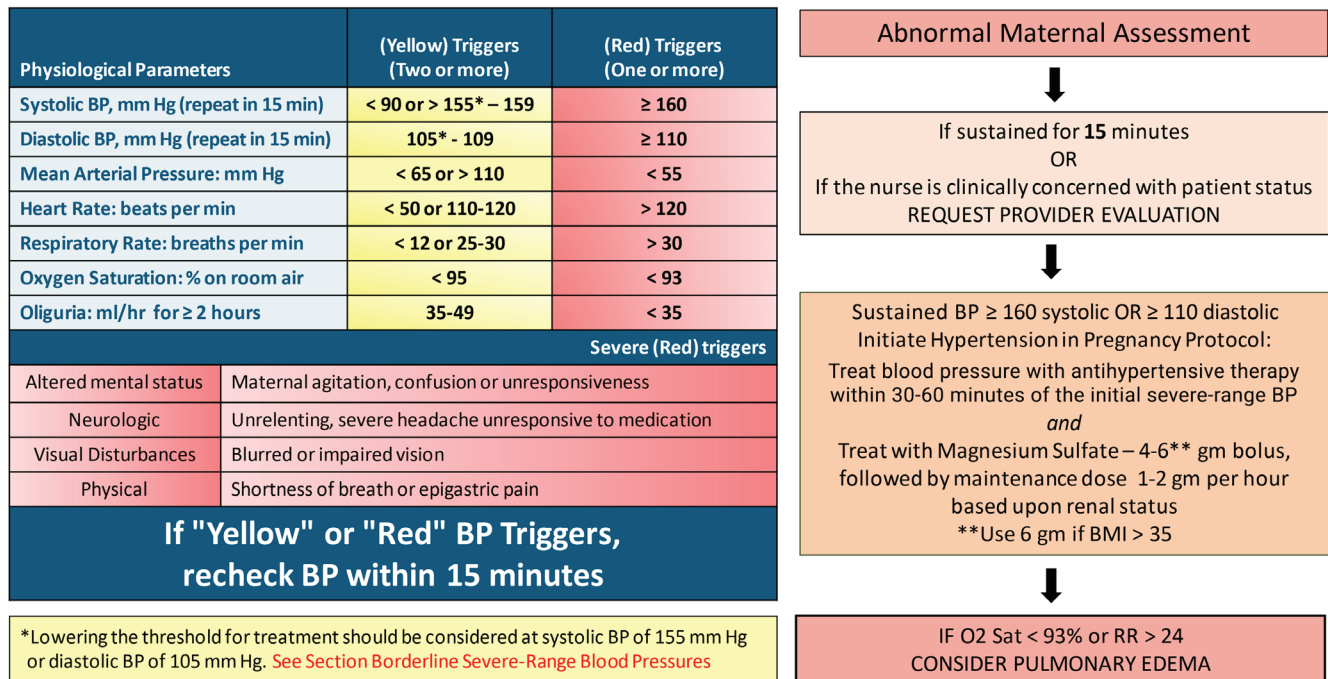 Physiological Parameters (Yellow) Triggers (Two or more) (Red) Triggers (One or more)
Systolic BP, mm Hg (repeat in 15 min) < 90 or > 155* – 159 ≥ 160
Diastolic BP, mm Hg (repeat in 15 min) 105* - 109 ≥ 110
Mean Arterial Pressure: mm Hg < 65 or > 110 < 55
Heart Rate: beats per min < 50 or 110-120 > 120
Respiratory Rate: breaths per min < 12 or 25-30 > 30
Oxygen Saturation: % on room air < 95 < 93
Oliguria: ml/hr for ≥ 2 hours 35-49 < 35
Severe (Red) triggers
Altered mental status Maternal agitation, confusion or unresponsiveness
Neurologic Unrelenting, severe headache unresponsive to medication
Visual Disturbances Blurred or impaired vision
Physical Shortness of breath or epigastric pain
If "Yellow" or "Red" BP Triggers,
recheck BP within 15 minutes
*Lowering the threshold for treatment should be considered at systolic BP of 155 mm Hg
or diastolic BP of 105 mm Hg. See Section Borderline Severe-Range Blood Pressures
Abnormal Maternal Assessment
If sustained for 15 minutes
OR
If the nurse is clinically concerned with patient status
REQUEST PROVIDER EVALUATION
Sustained BP ≥ 160 systolic OR ≥ 110 diastolic
Initiate Hypertension in Pregnancy Protocol:
Treat blood pressure with antihypertensive therapy
within 30-60 minutes of the initial severe-range BP
and
Treat with Magnesium Sulfate – 4-6** gm bolus,
followed by maintenance dose 1-2 gm per hour
based upon renal status
**Use 6 gm if BMI > 35
IF O2 Sat < 93% or RR > 24
CONSIDER PULMONARY EDEMA